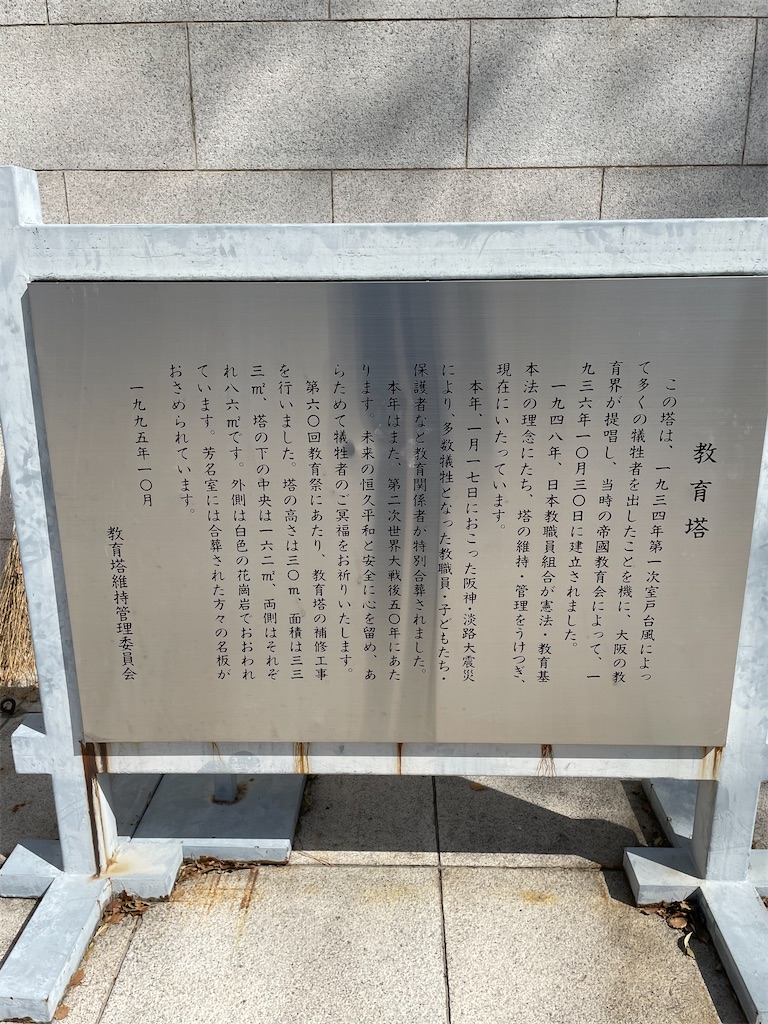 教育塔
この塔は、一九三四年第一次室戸台風によっ
て多くの犠牲者を出したことを機に、大阪の教
育界が提唱し、当時の帝國教育会によって、一
九三六年一〇月三〇日に建立されました。
一九四八年、日本教職員組合が憲法・教育基
本法の理念にたち、塔の維持・管理をうけつぎ、
現在にいたっています。
本年、一月一七日におこった阪神・淡路大震災
により、多数犠牲となった教職員・子どもたち・
保護者など教育関係者が特別合葬されました。
本年はまた、第二次世界大戦後五〇年にあた
ります。未来の恒久平和と安全に心を留め、あ
らためて犠牲者のご冥福をお祈りいたします。
第六〇回教育祭にあたり、教育塔の補修工事
を行いました。塔の高さは三〇m、面積は三三
三㎡、塔の下の中央は一六二㎡、両側はそれぞ
れ八六㎡です。外側は白色の花崗岩でおおわれ
ています。芳名室には合葬された方々の名板が
おさめられています。
一九九五年一〇月
教育塔維持管理委員会